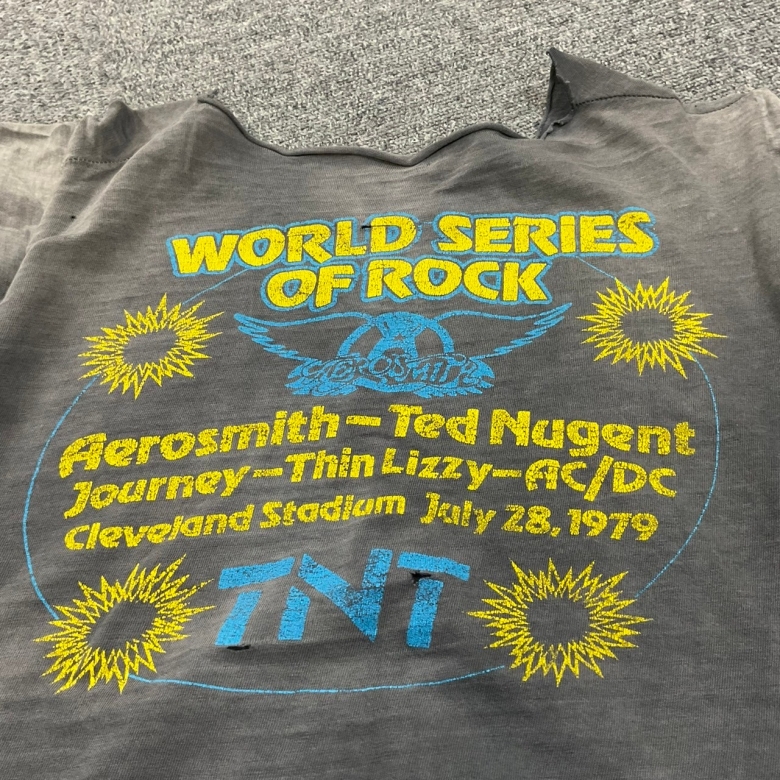 WORLD SERIES
OF ROCK
AEROSMITH
Aerosmith—Ted Nugent
Journey—Thin Lizzy—AC/DC
Cleveland Stadium July 28, 1979
TNT